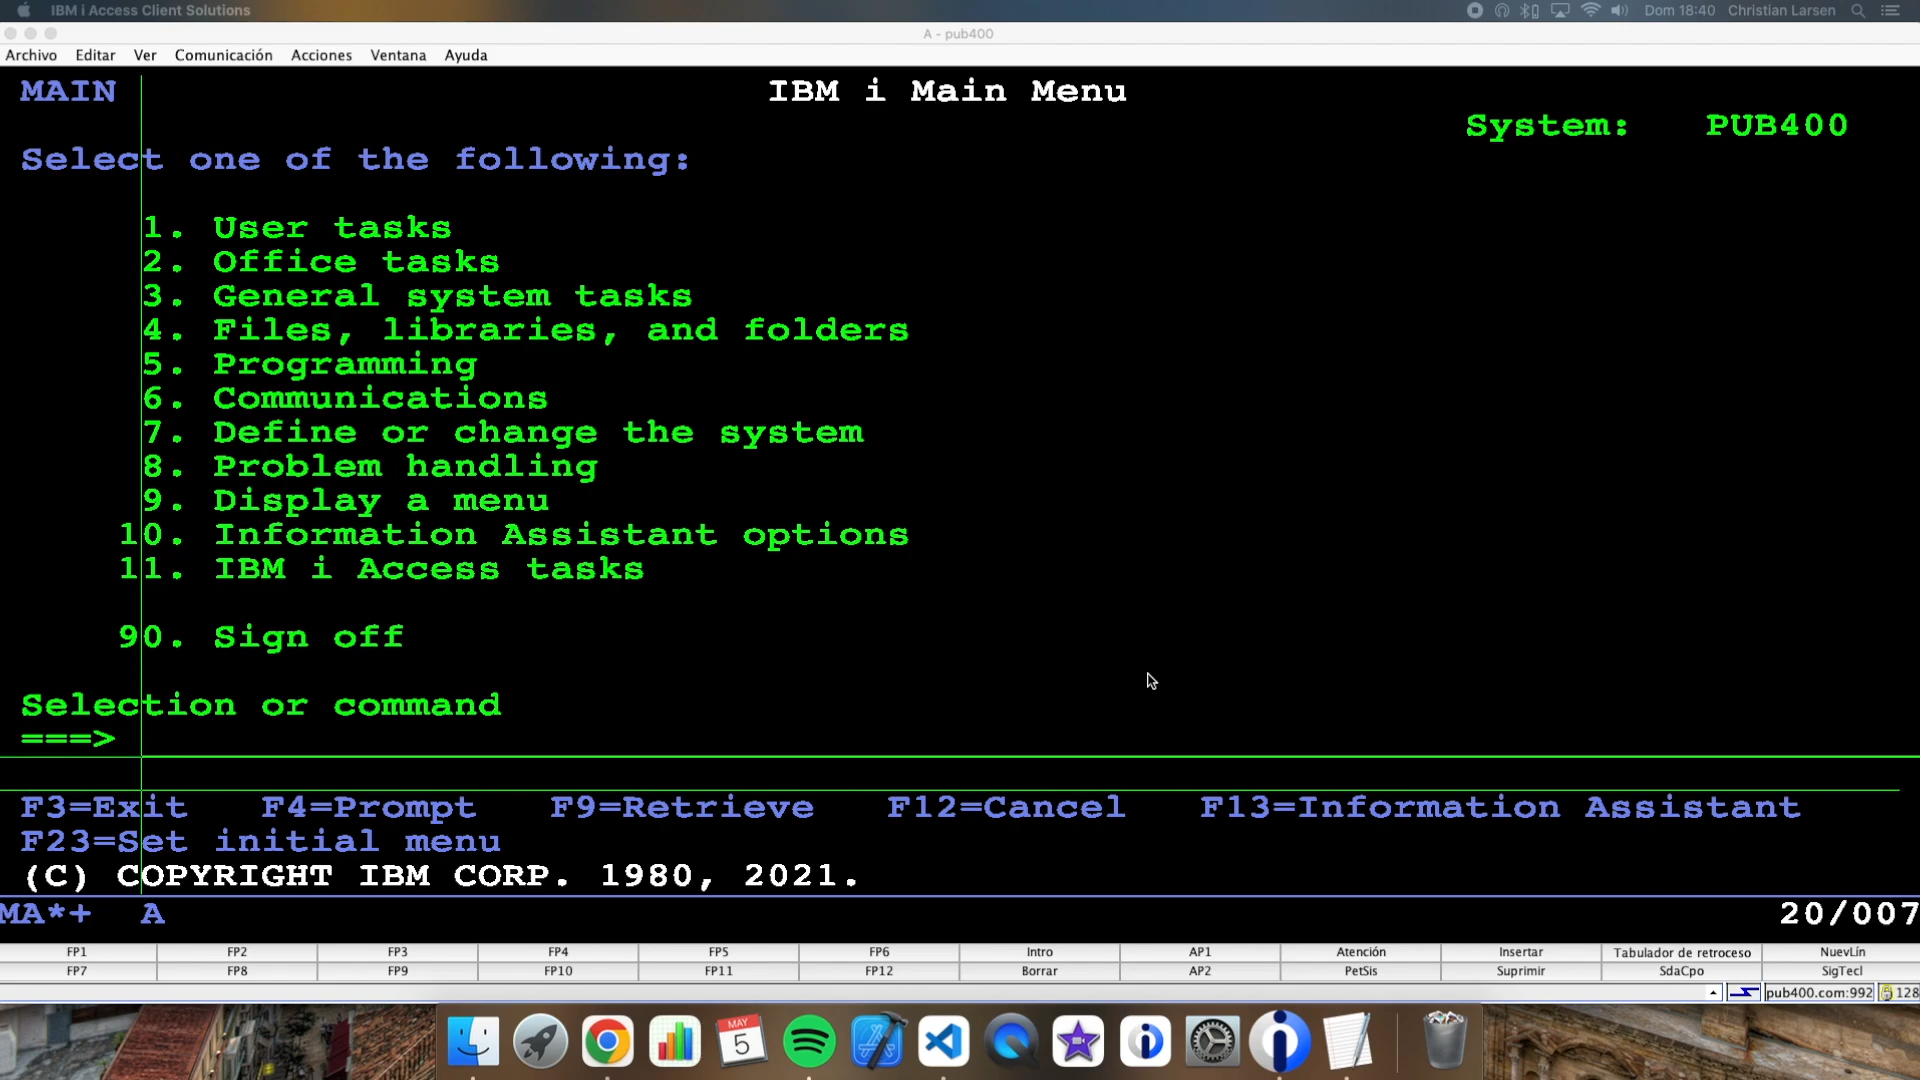 IBM i Access Client Solutions Dom 18:40 Christian Larsen
A - pub400
Archivo Editar Ver Comunicación Acciones Ventana Ayuda
MAIN IBM i Main Menu
System: PUB400
Select one of the following:
1. User tasks
2. Office tasks
3. General system tasks
4. Files, libraries, and folders
5. Programming
6. Communications
7. Define or change the system
8. Problem handling
9. Display a menu
10. Information Assistant options
11. IBM i Access tasks
90. Sign off
Selection or command
===>
F3=Exit F4=Prompt F9=Retrieve F12=Cancel F13=Information Assistant
F23=Set initial menu
(C) COPYRIGHT IBM CORP. 1980, 2021.
MA*+ A 20/007
FP1 FP2 FP3 FP4 FP5 FP6 Intro AP1 Atención Insertar Tabulador de retroceso NuevLín
FP7 FP8 FP9 FP10 FP11 FP12 Borrar AP2 PetSis Suprimir SdaCpo SigTecl
pub400.com:992 128
MAY
5